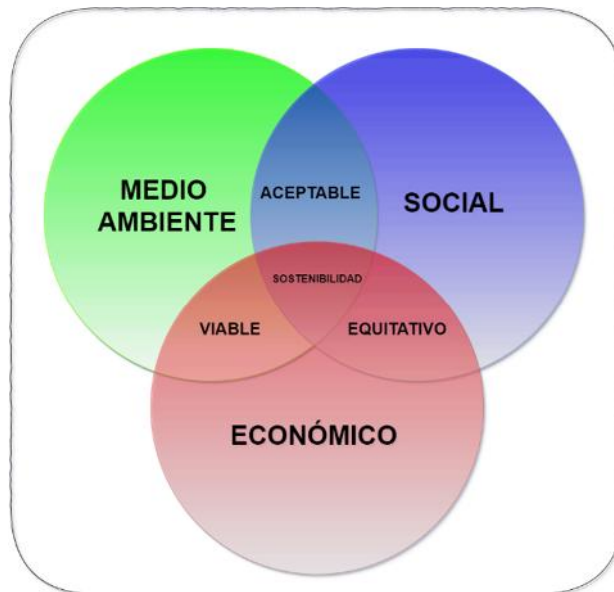 MEDIO
AMBIENTE
ACEPTABLE
SOCIAL
SOSTENIBILIDAD
VIABLE
EQUITATIVO
ECONÓMICO